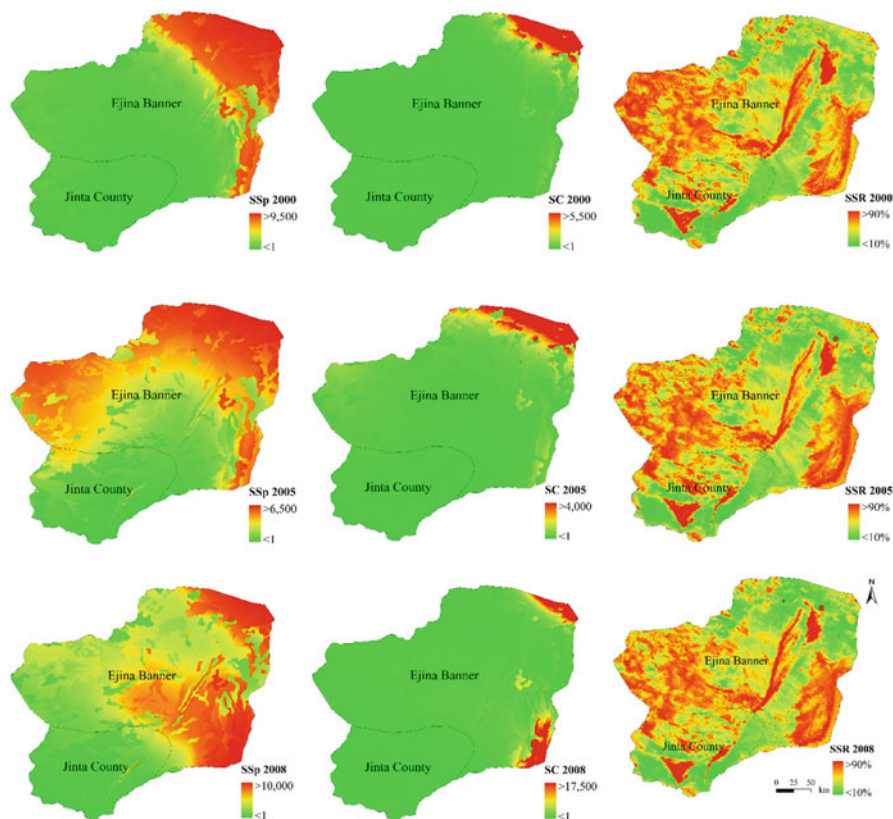 Ejina Banner
Jinta County
SSp 2000
>9,500
<1
Ejina Banner
Jinta County
SC 2000
>5,500
<1
Ejina Banner
Jinta County
SSR 2000
>90%
<10%
Ejina Banner
Jinta County
SSp 2005
>6,500
<1
Ejina Banner
Jinta County
SC 2005
>4,000
<1
Ejina Banner
Jinta County
SSR 2005
>90%
<10%
Ejina Banner
Jinta County
SSp 2008
>10,000
<1
Ejina Banner
Jinta County
SC 2008
>17,500
<1
N
Ejina Banner
Jinta County
SSR 2008
>90%
<10%
0 25 50
km